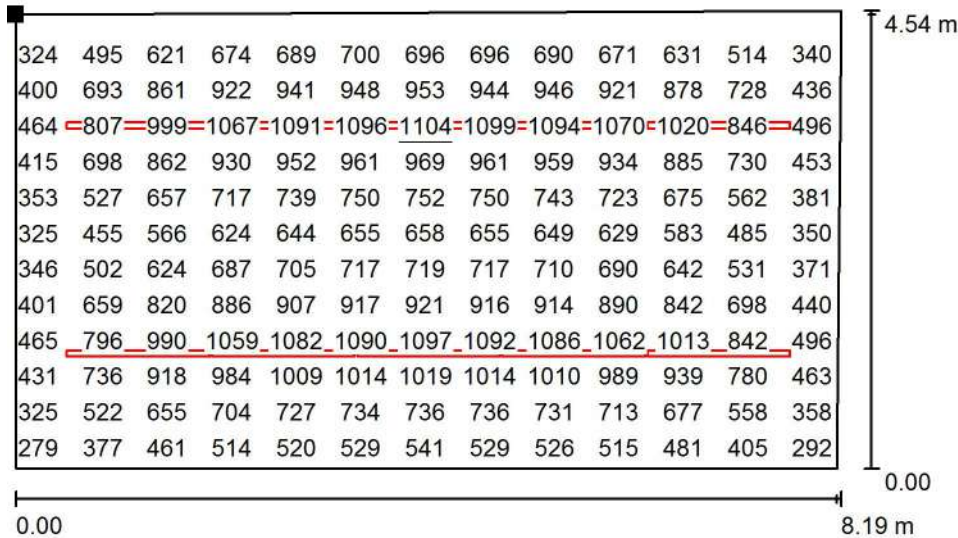 4.54 m
324 495 621 674 689 700 696 696 690 671 631 514 340
400 693 861 922 941 948 953 944 946 921 878 728 436
464 807 999 1067 1091 1096 1104 1099 1094 1070 1020 846 496
415 698 862 930 952 961 969 961 959 934 885 730 453
353 527 657 717 739 750 752 750 743 723 675 562 381
325 455 566 624 644 655 658 655 649 629 583 485 350
346 502 624 687 705 717 719 717 710 690 642 531 371
401 659 820 886 907 917 921 916 914 890 842 698 440
465 796 990 1059 1082 1090 1097 1092 1086 1062 1013 842 496
431 736 918 984 1009 1014 1019 1014 1010 989 939 780 463
325 522 655 704 727 734 736 736 731 713 677 558 358
279 377 461 514 520 529 541 529 526 515 481 405 292
0.00
0.00 8.19 m